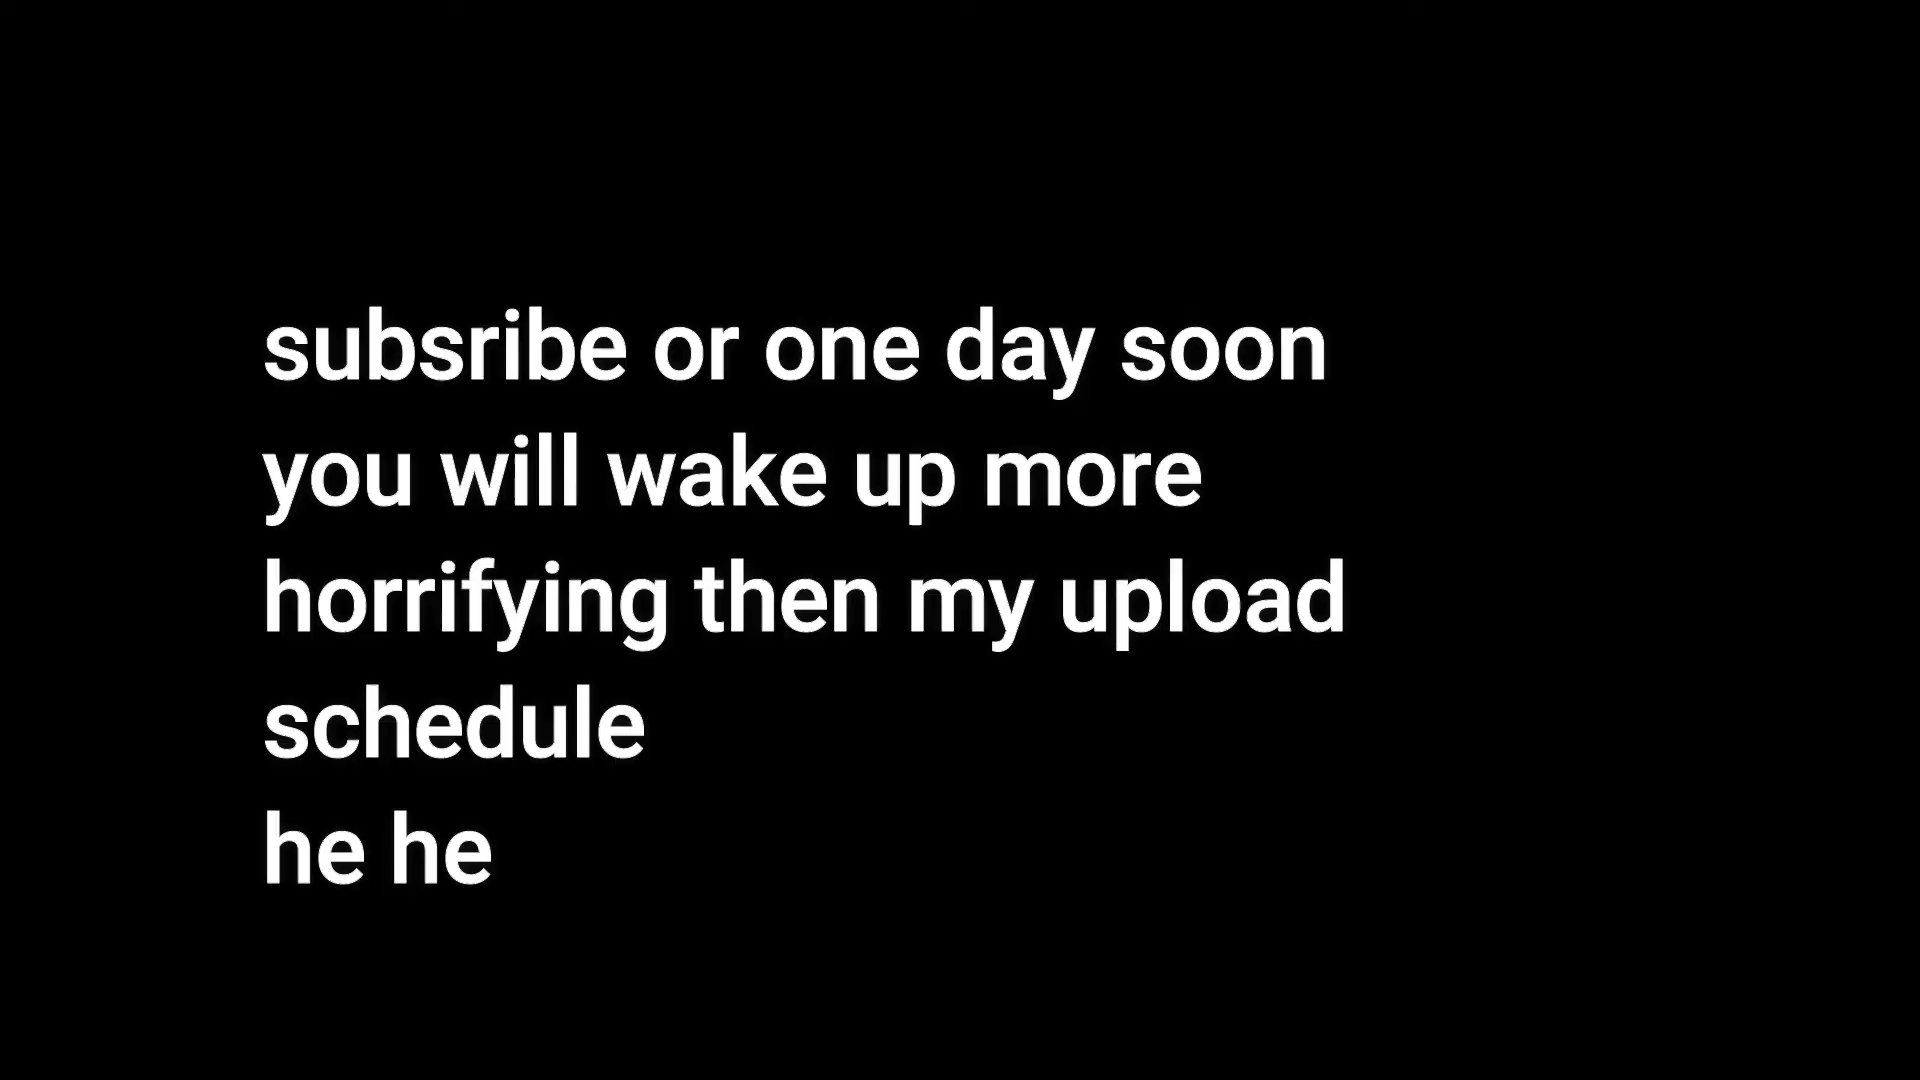 subsribe or one day soon
you will wake up more
horrifying then my upload
schedule
he he